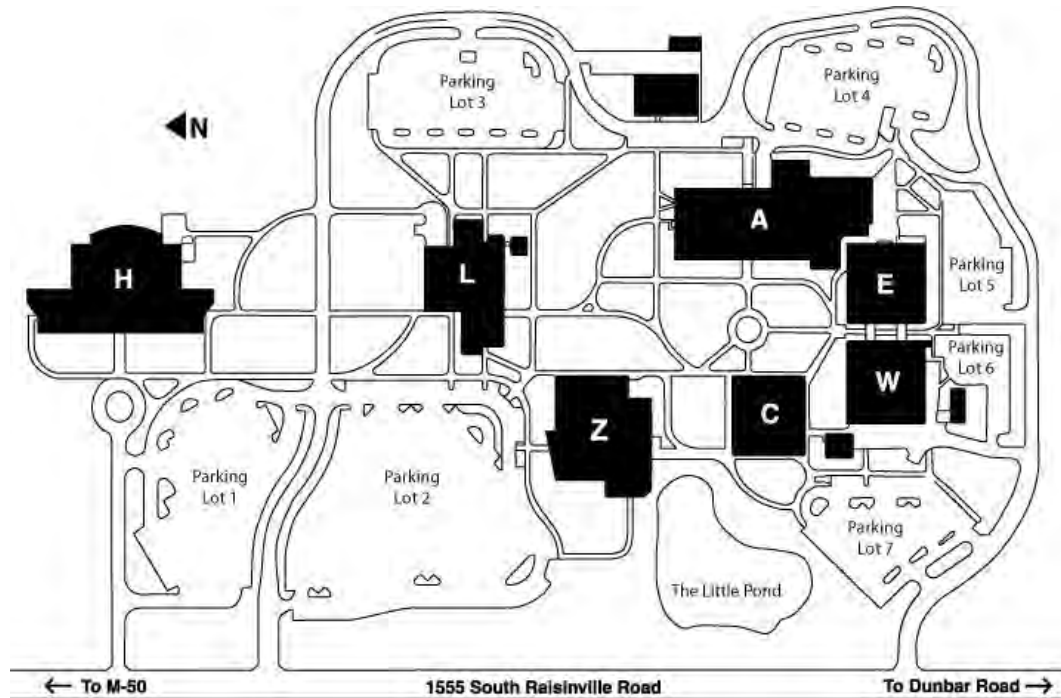 Parking
Lot 3
Parking
Lot 4
N
A
H
L
E
Parking
Lot 5
Parking
Lot 6
W
C
Z
Parking
Lot 1
Parking
Lot 2
Parking
Lot 7
The Little Pond
← To M-50
1555 South Raisinville Road
To Dunbar Road →